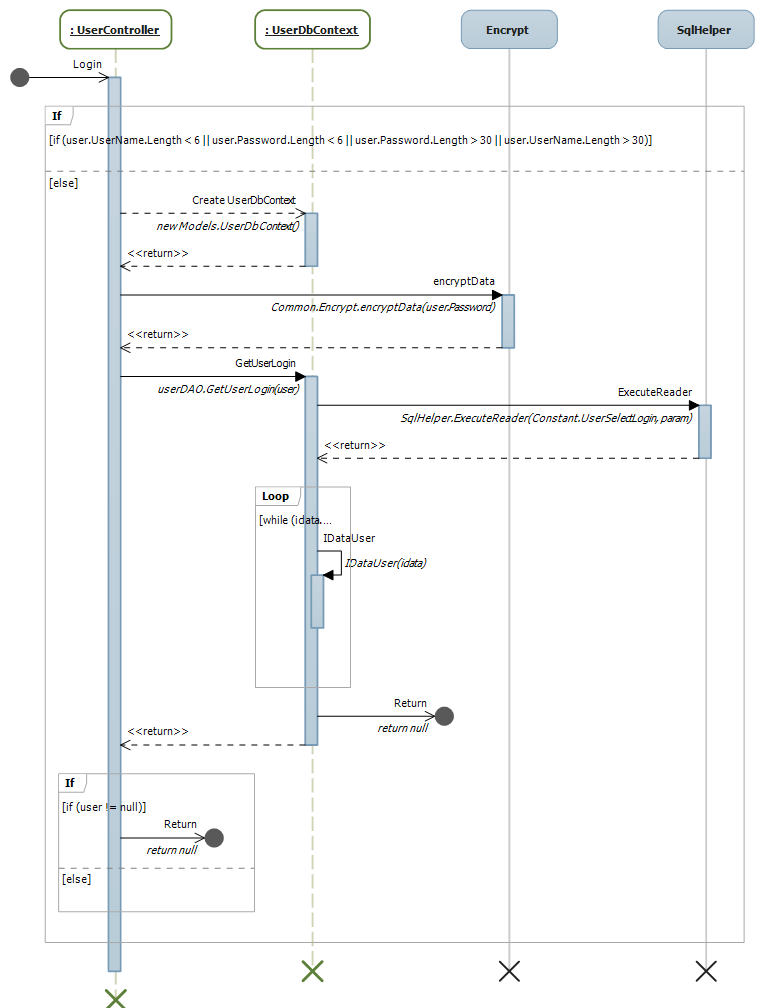 : UserController
: UserDbContext
Encrypt
SqlHelper
Login
If
[if (user.UserName.Length < 6 || user.Password.Length < 6 || user.Password.Length > 30 || user.UserName.Length > 30)]
[else]
Create UserDbContext
new Models.UserDbContext()
<<return>>
encryptData
Common.Encrypt.encryptData(user.Password)
<<return>>
GetUserLogin
userDAO.GetUserLogin(user)
ExecuteReader
SqlHelper.ExecuteReader(Constant.UserSelectLogin, param)
<<return>>
Loop
[while (idata....
IDataUser
IDataUser(idata)
Return
return null
<<return>>
If
[if (user != null)]
Return
return null
[else]